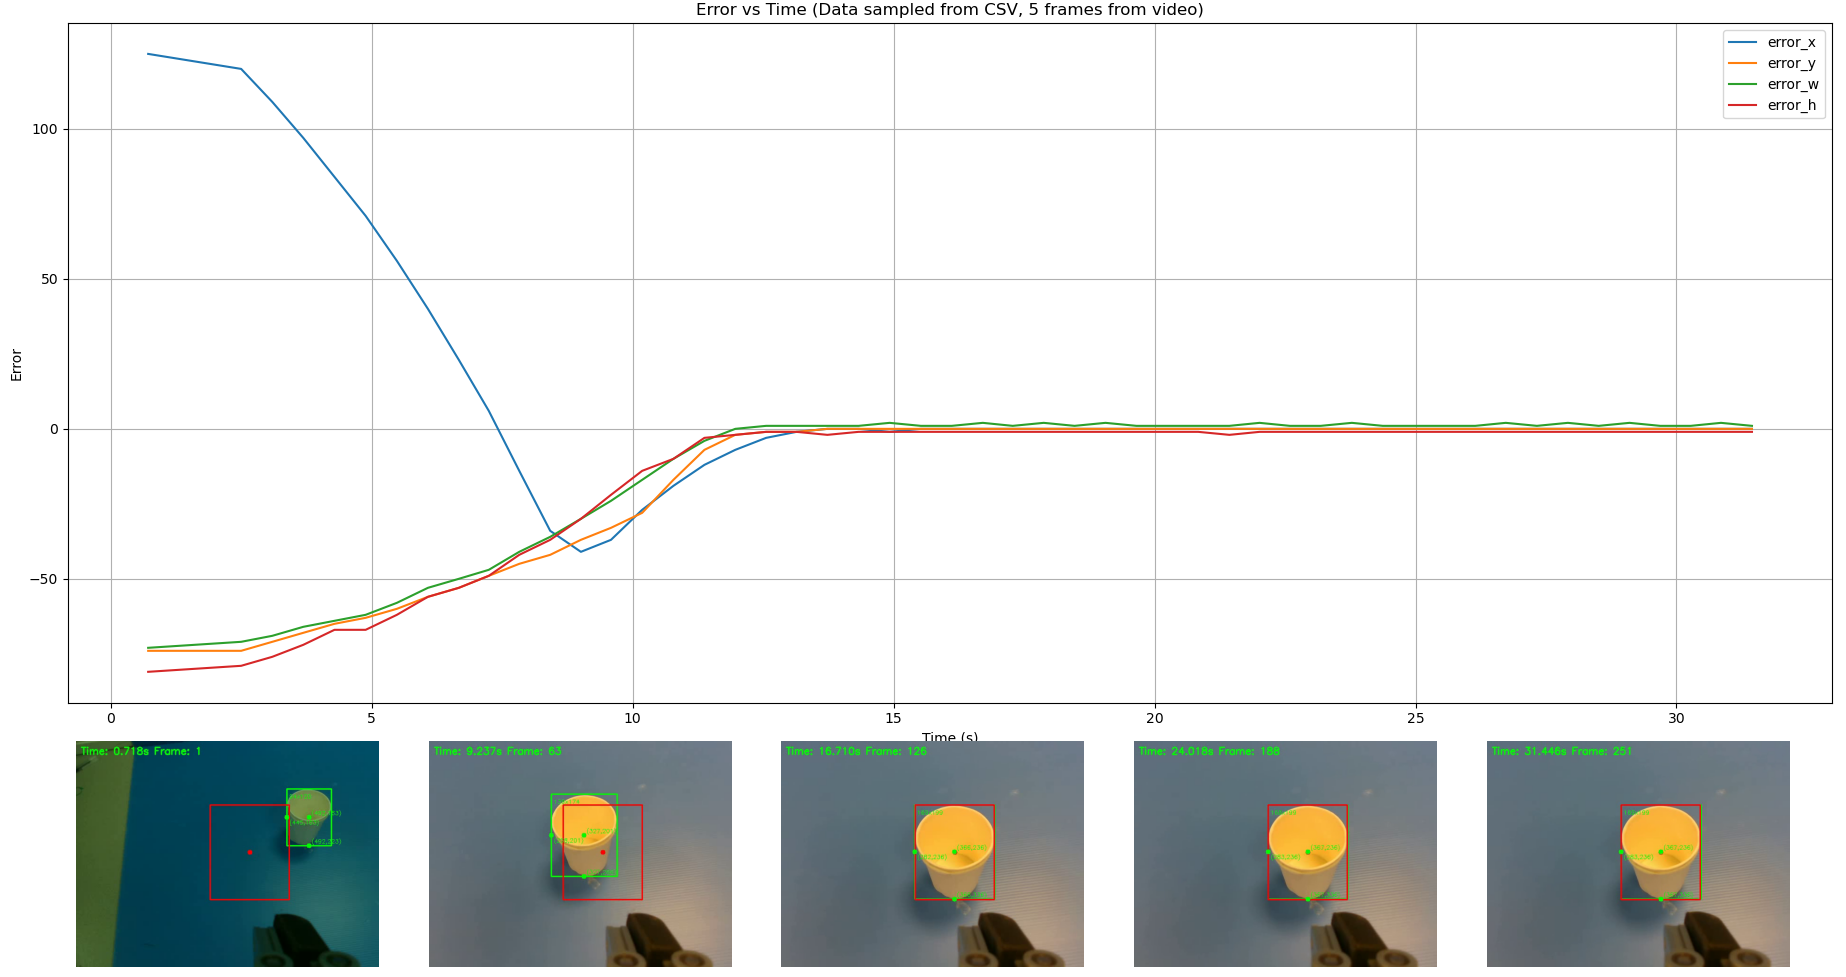 Error vs Time (Data sampled from CSV, 5 frames from video)
error_x
error_y
error_w
error_h
Error
100
50
0
−50
0
5
10
15
20
25
30
Time (s)
Time: 0.718s Frame: 1
Time: 9.237s Frame: 63
Time: 16.710s Frame: 126
Time: 24.018s Frame: 188
Time: 31.446s Frame: 251